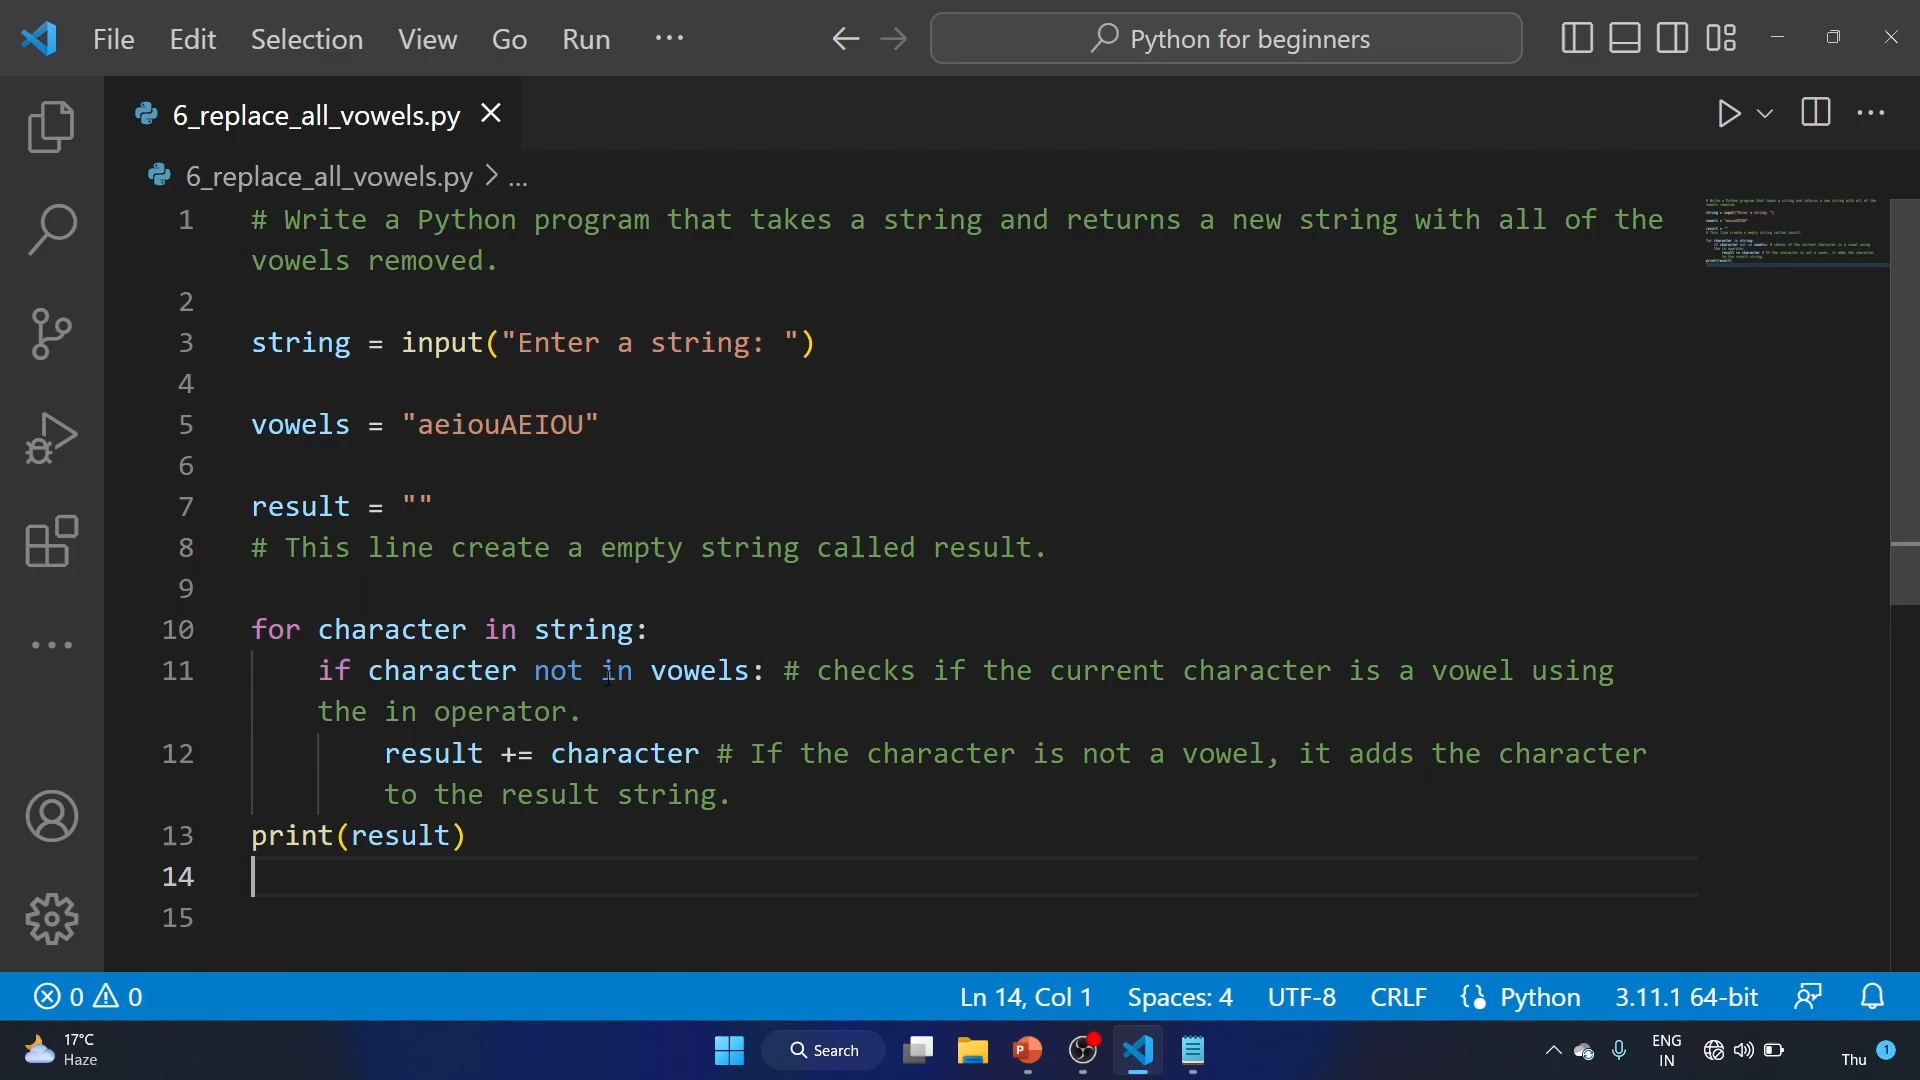 File Edit Selection View Go Run ··· Python for beginners
6_replace_all_vowels.py
6_replace_all_vowels.py > ...
1 # Write a Python program that takes a string and returns a new string with all of the
vowels removed.
2
3 string = input("Enter a string: ")
4
5 vowels = "aeiouAEIOU"
6
7 result = ""
8 # This line create a empty string called result.
9
10 for character in string:
11 if character not in vowels: # checks if the current character is a vowel using
the in operator.
12 result += character # If the character is not a vowel, it adds the character
to the result string.
13 print(result)
14
15
0 0 Ln 14, Col 1 Spaces: 4 UTF-8 CRLF {} Python 3.11.1 64-bit
17°C
Haze
Search
ENG
IN
Thu 1